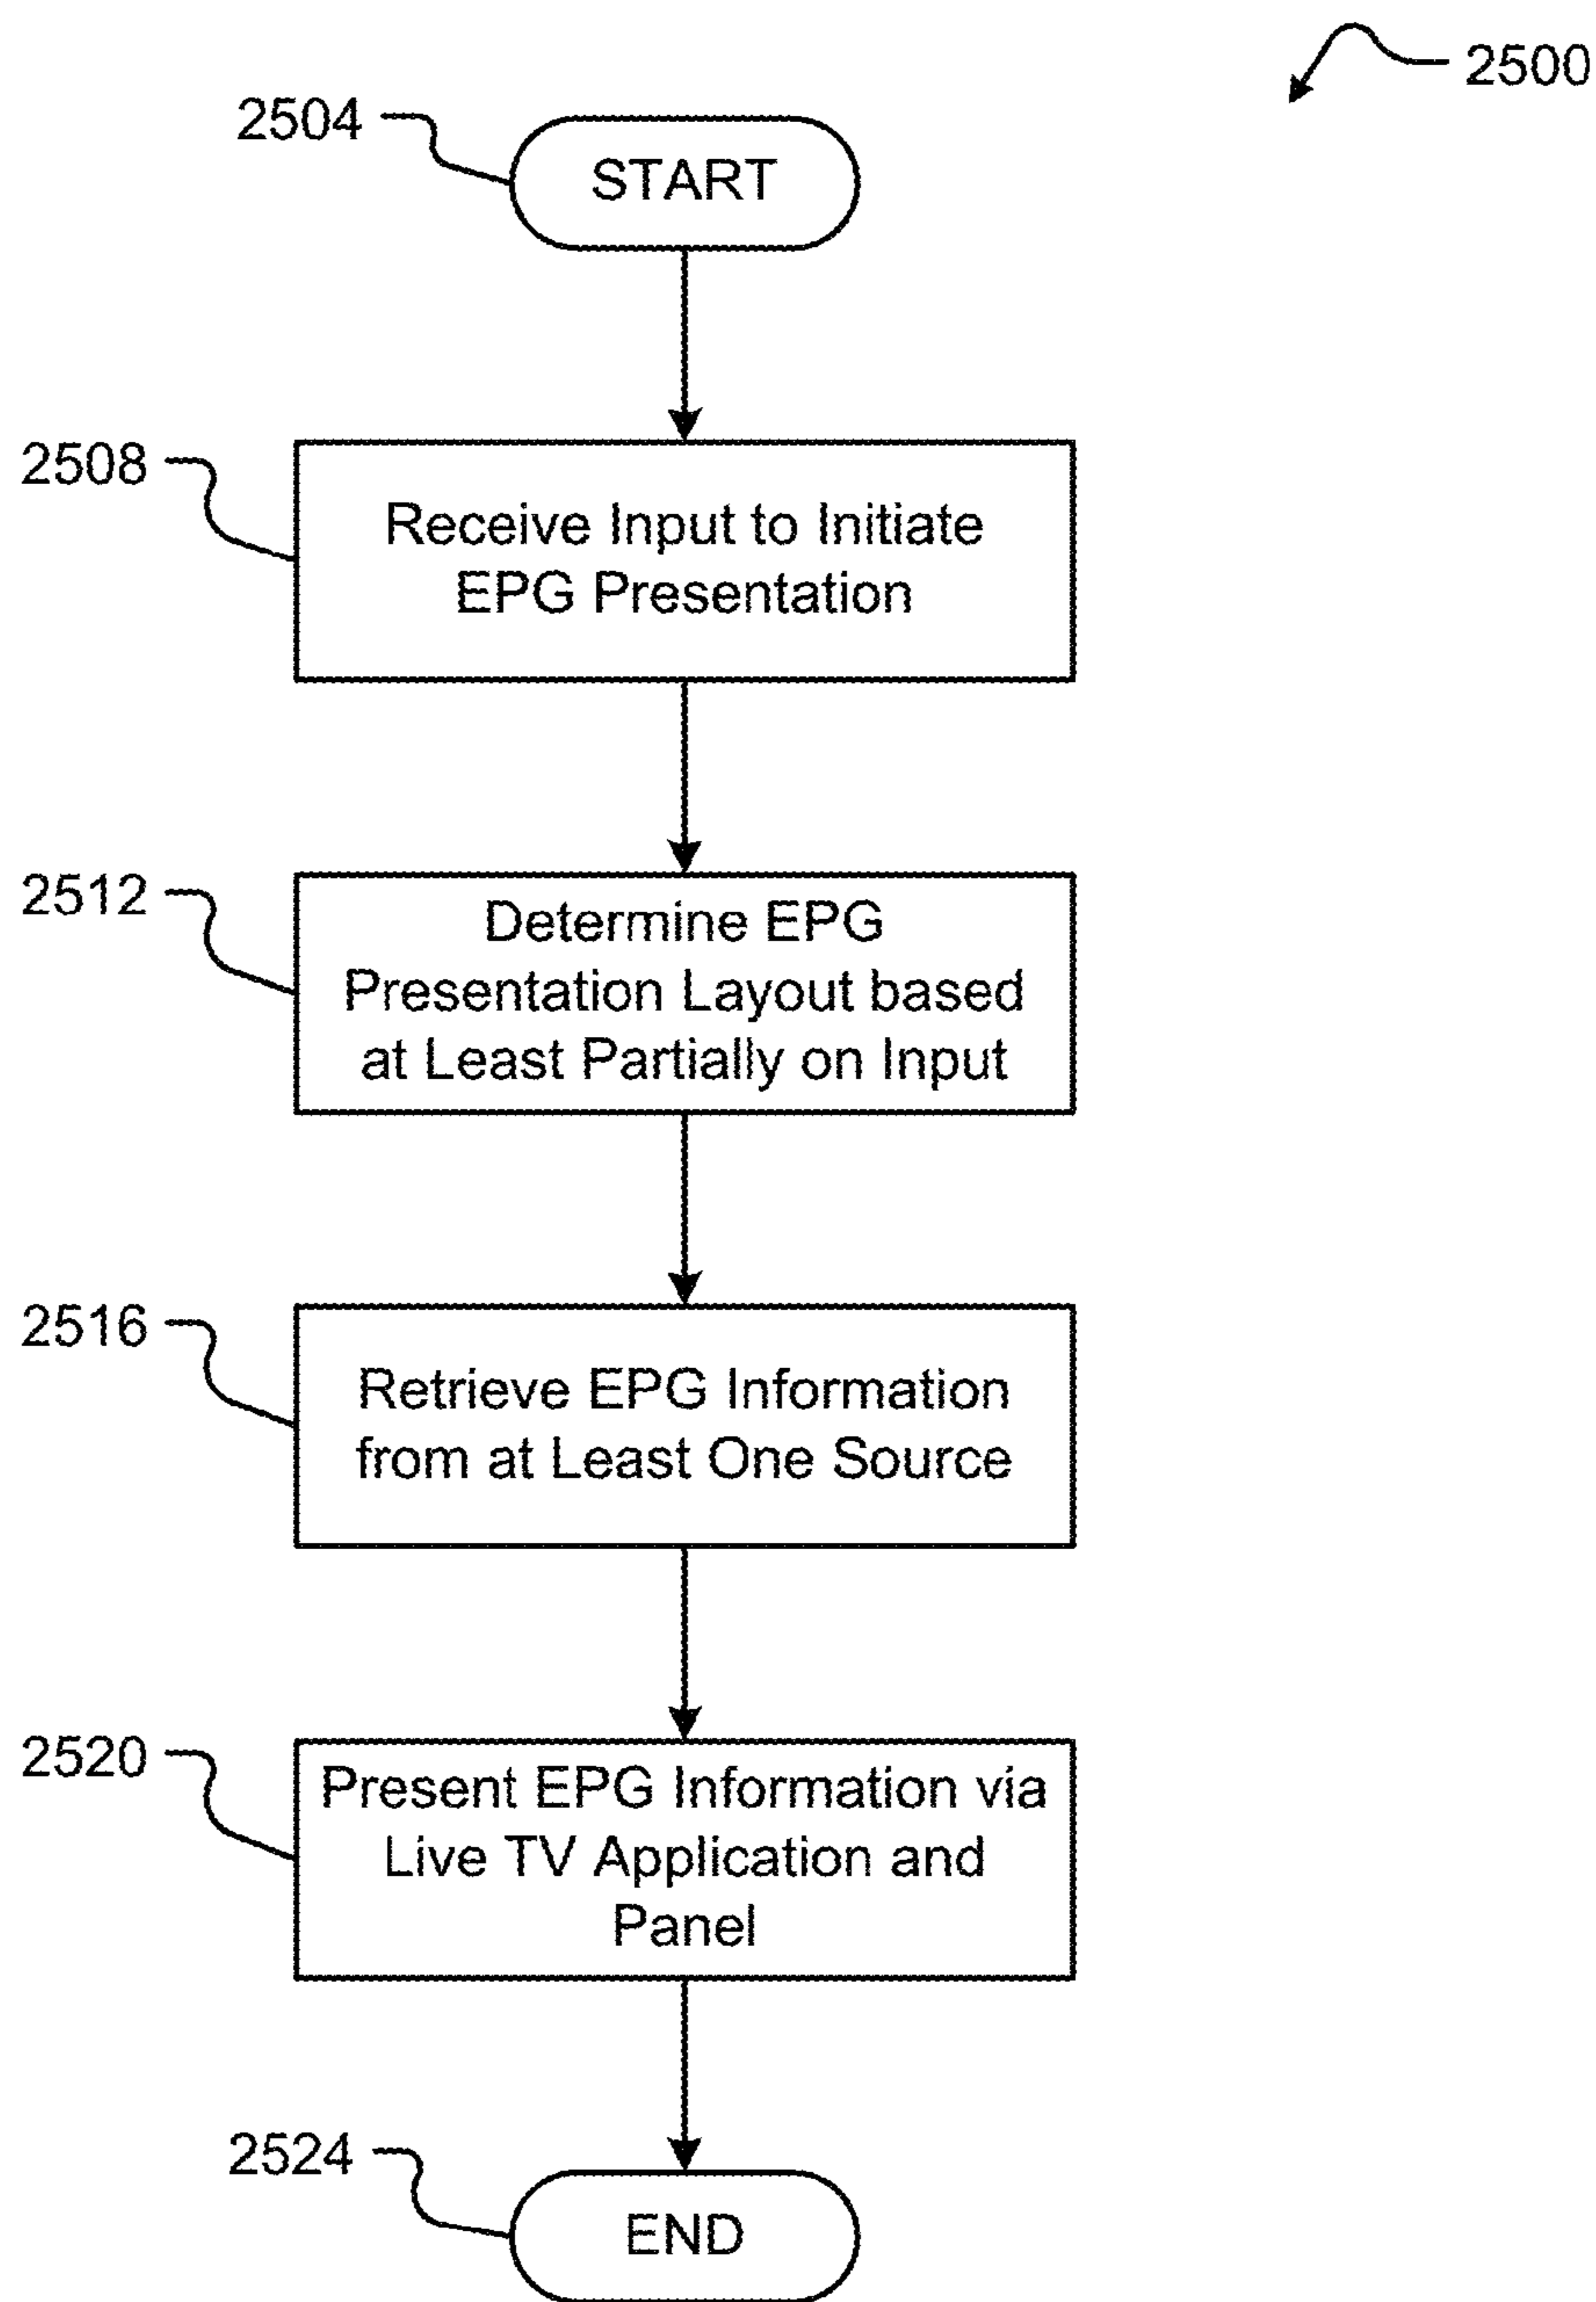 2500
2504
START
2508
Receive Input to Initiate
EPG Presentation
2512
Determine EPG
Presentation Layout based
at Least Partially on Input
2516
Retrieve EPG Information
from at Least One Source
2520
Present EPG Information via
Live TV Application and
Panel
2524
END